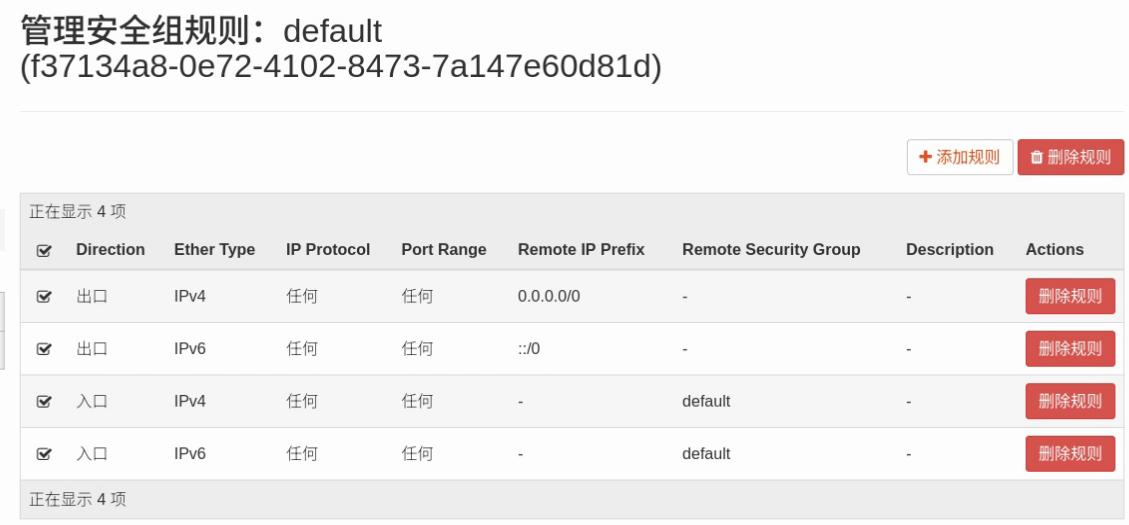 管理安全组规则：default
(f37134a8-0e72-4102-8473-7a147e60d81d)
添加规则 删除规则
正在显示 4 项
Direction Ether Type IP Protocol Port Range Remote IP Prefix Remote Security Group Description Actions
出口 IPv4 任何 任何 0.0.0.0/0 - - 删除规则
出口 IPv6 任何 任何 ::/0 - - 删除规则
入口 IPv4 任何 任何 - default - 删除规则
入口 IPv6 任何 任何 - default - 删除规则
正在显示 4 项